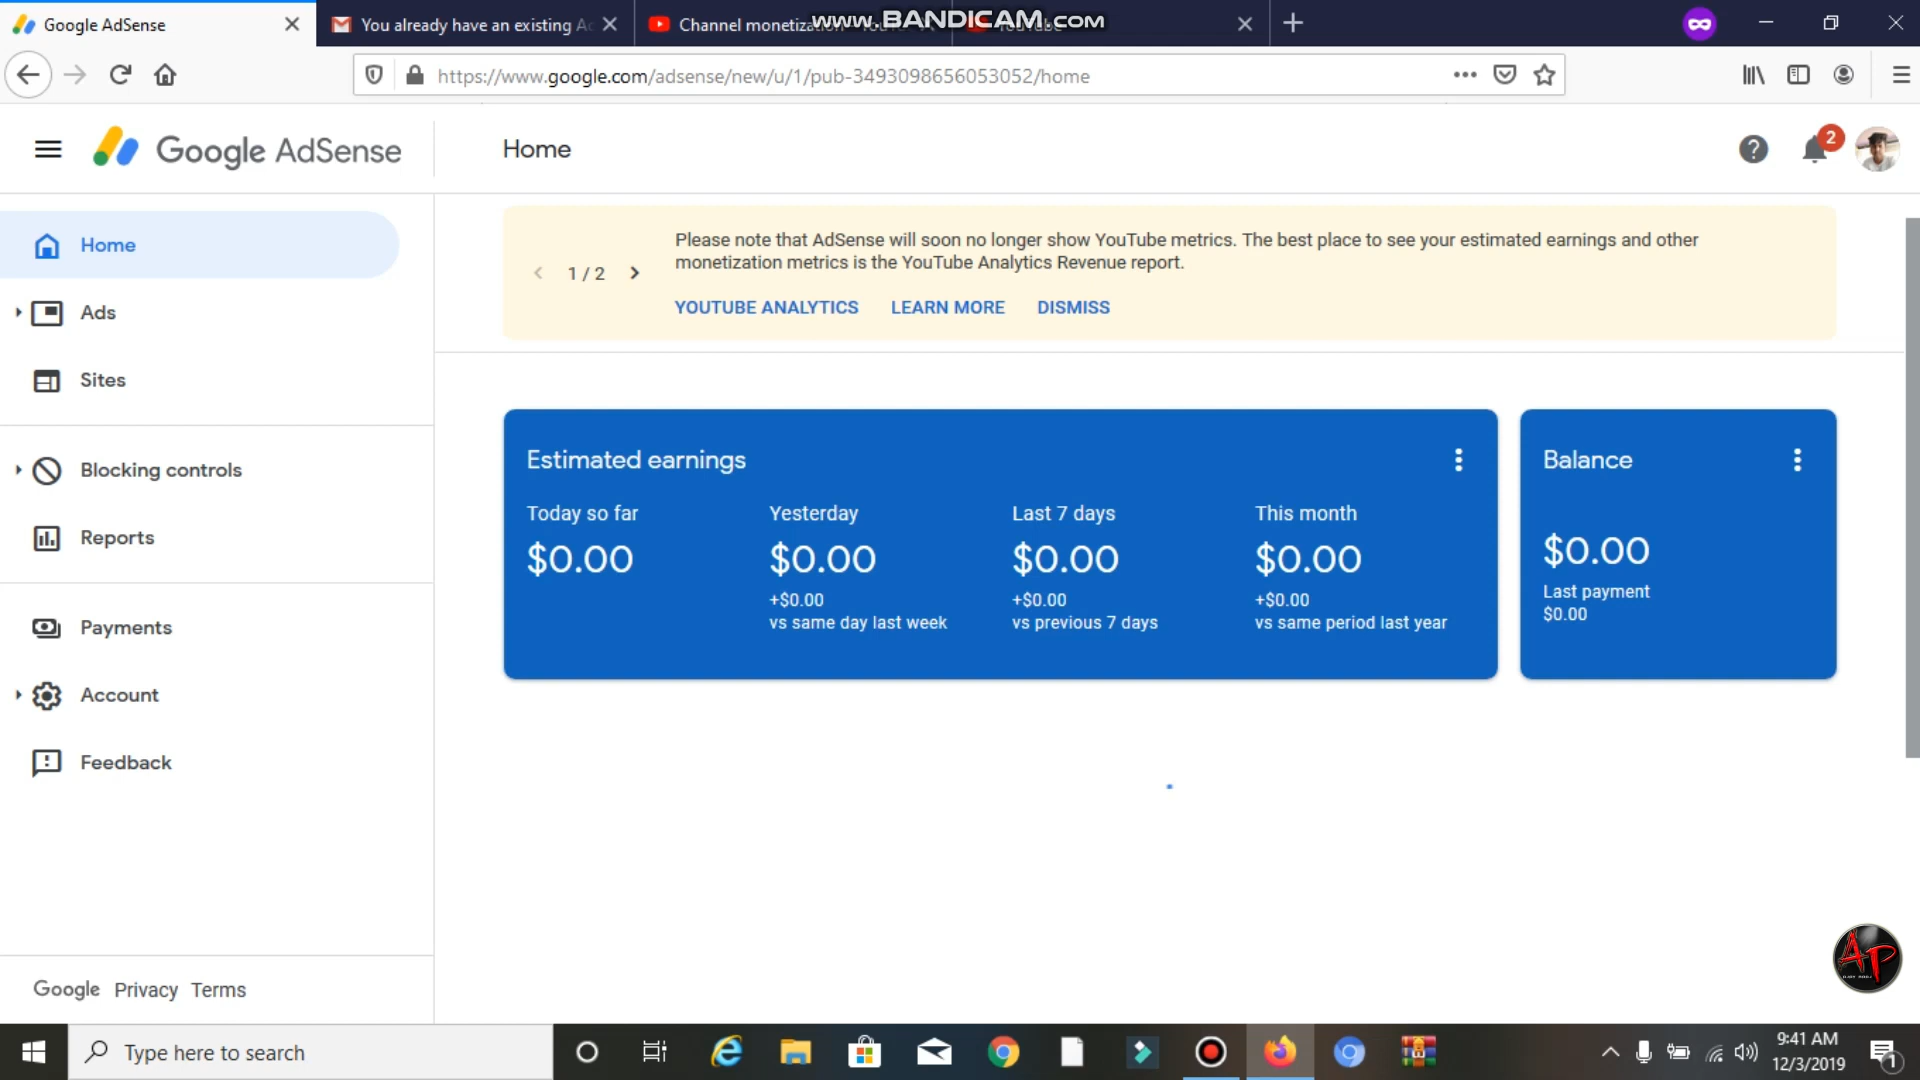 Google AdSense
You already have an existing Ad
Channel monetization - YouTube
www.BANDICAM.com
YouTube
https://www.google.com/adsense/new/u/1/pub-3493098656053052/home
Google AdSense
Home
2
Home
Ads
Sites
Blocking controls
Reports
Payments
Account
Feedback
Google Privacy Terms
1 / 2
Please note that AdSense will soon no longer show YouTube metrics. The best place to see your estimated earnings and other
monetization metrics is the YouTube Analytics Revenue report.
YOUTUBE ANALYTICS LEARN MORE DISMISS
Estimated earnings
Today so far
$0.00
Yesterday
$0.00
+$0.00
vs same day last week
Last 7 days
$0.00
+$0.00
vs previous 7 days
This month
$0.00
+$0.00
vs same period last year
Balance
$0.00
Last payment
$0.00
AP
Type here to search
9:41 AM
12/3/2019
1